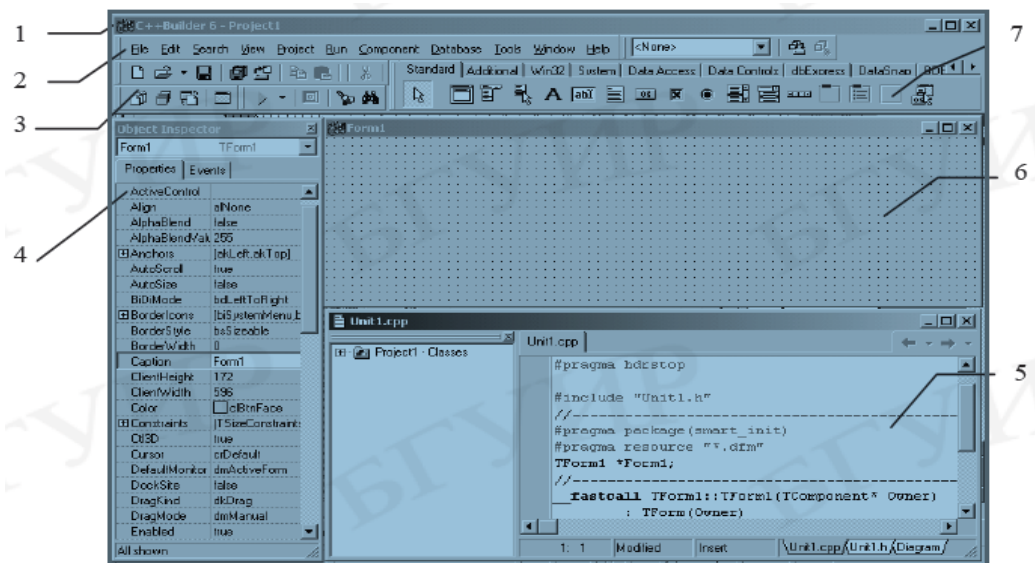 1
C++Builder 6 - Project1
2
File Edit Search View Project Run Component Database Tools Window Help
<None>
7
Standard Additional Win32 System Data Access Data Controls dbExpress DataSnap BDE
3
Object Inspector
Form1 TForm1
Properties Events
4
ActiveControl
Align alNone
AlphaBlend false
AlphaBlendValu 255
Anchors [akLeft,akTop]
AutoScroll true
AutoSize false
BiDiMode bdLeftToRight
BorderIcons [biSystemMenu,b
BorderStyle bsSizeable
BorderWidth 0
Caption Form1
ClientHeight 172
ClientWidth 596
Color clBtnFace
Constraints (TSizeConstraints
Ctl3D true
Cursor crDefault
DefaultMonitor dmActiveForm
DockSite false
DragKind dkDrag
DragMode dmManual
Enabled true
All shown
Form1
6
Unit1.cpp
Project1 - Classes
Unit1.cpp
5
#pragma hdrstop
#include "Unit1.h"
//------------------------------------
#pragma package(smart_init)
#pragma resource "*.dfm"
TForm1 *Form1;
//------------------------------------
__fastcall TForm1::TForm1(TComponent* Owner)
: TForm(Owner)
1: 1 Modified Insert \Unit1.cpp/Unit1.h/Diagram/
БГУИР
БГУИР
БГУИР
БГУИР